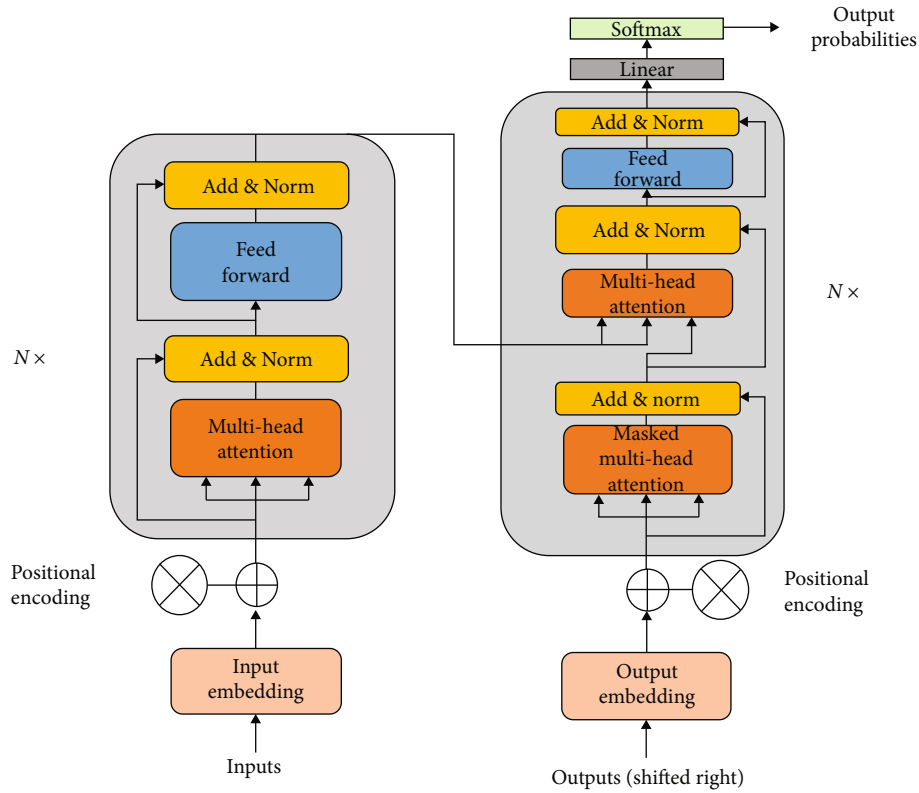 Output
probabilities
Softmax
Linear
Add & Norm
Feed
forward
Add & Norm
Multi-head
attention
N ×
Add & norm
Masked
multi-head
attention
Positional
encoding
Output
embedding
Outputs (shifted right)
Add & Norm
Feed
forward
N ×
Add & Norm
Multi-head
attention
Positional
encoding
Input
embedding
Inputs